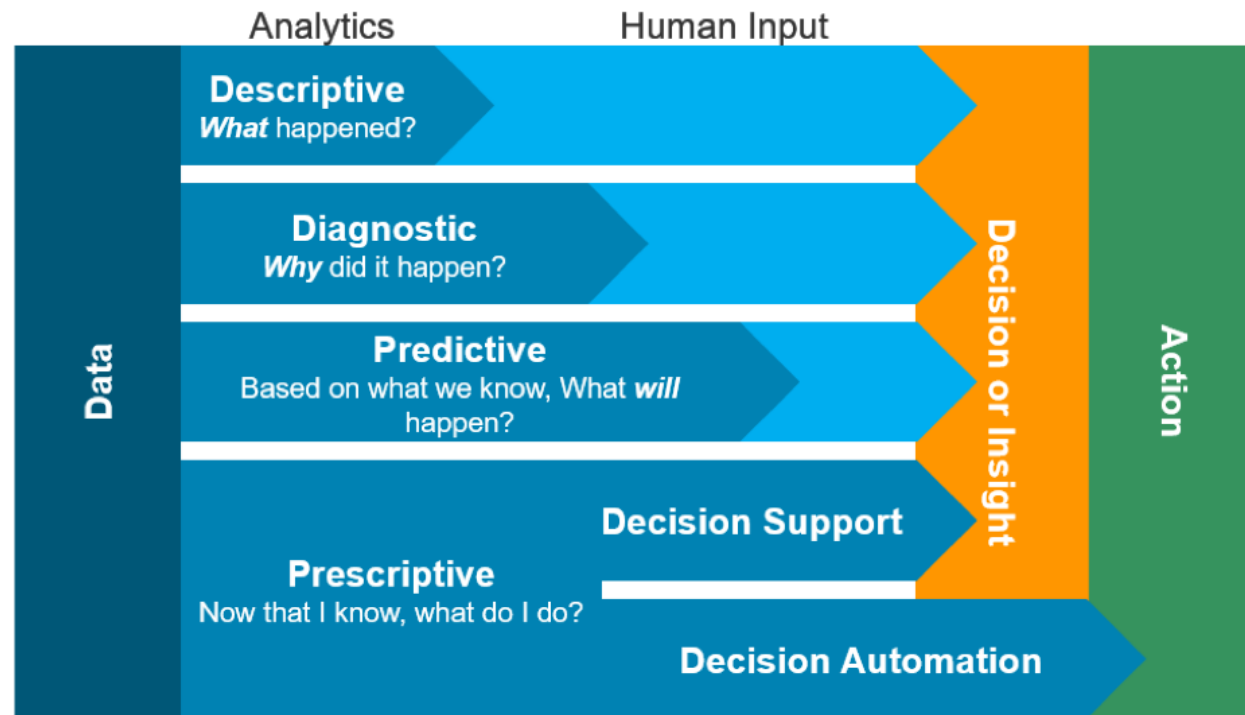 Analytics
Human Input
Data
Descriptive
What happened?
Diagnostic
Why did it happen?
Predictive
Based on what we know, What will
happen?
Prescriptive
Now that I know, what do I do?
Decision Support
Decision Automation
Decision or Insight
Action